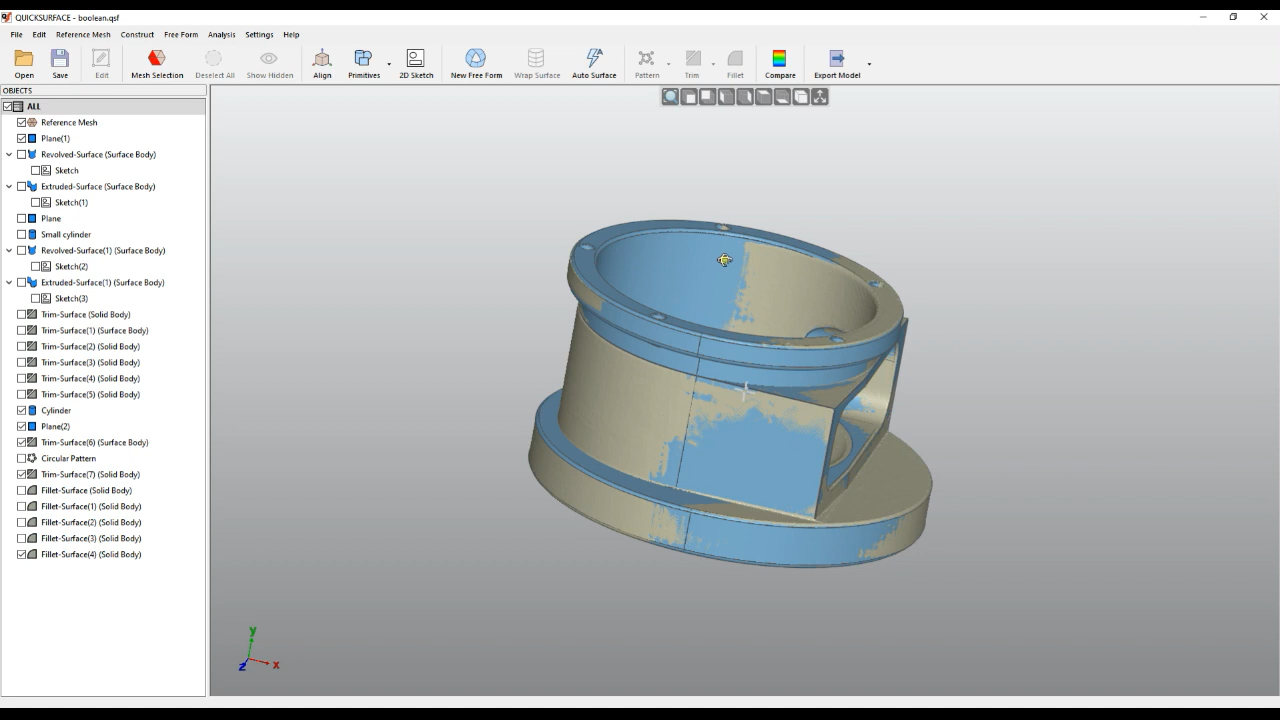 QUICKSURFACE - boolean.qsf
File Edit Reference Mesh Construct Free Form Analysis Settings Help
Open Save Edit Mesh Selection Deselect All Show Hidden Align Primitives 2D Sketch New Free Form Wrap Surface Auto Surface Pattern Trim Fillet Compare Export Model
OBJECTS
ALL
Reference Mesh
Plane(1)
Revolved-Surface (Surface Body)
Sketch
Extruded-Surface (Surface Body)
Sketch(1)
Plane
Small cylinder
Revolved-Surface(1) (Surface Body)
Sketch(2)
Extruded-Surface(1) (Surface Body)
Sketch(3)
Trim-Surface (Solid Body)
Trim-Surface(1) (Surface Body)
Trim-Surface(2) (Solid Body)
Trim-Surface(3) (Solid Body)
Trim-Surface(4) (Solid Body)
Trim-Surface(5) (Solid Body)
Cylinder
Plane(2)
Trim-Surface(6) (Surface Body)
Circular Pattern
Trim-Surface(7) (Solid Body)
Fillet-Surface (Solid Body)
Fillet-Surface(1) (Solid Body)
Fillet-Surface(2) (Solid Body)
Fillet-Surface(3) (Solid Body)
Fillet-Surface(4) (Solid Body)
y
z x